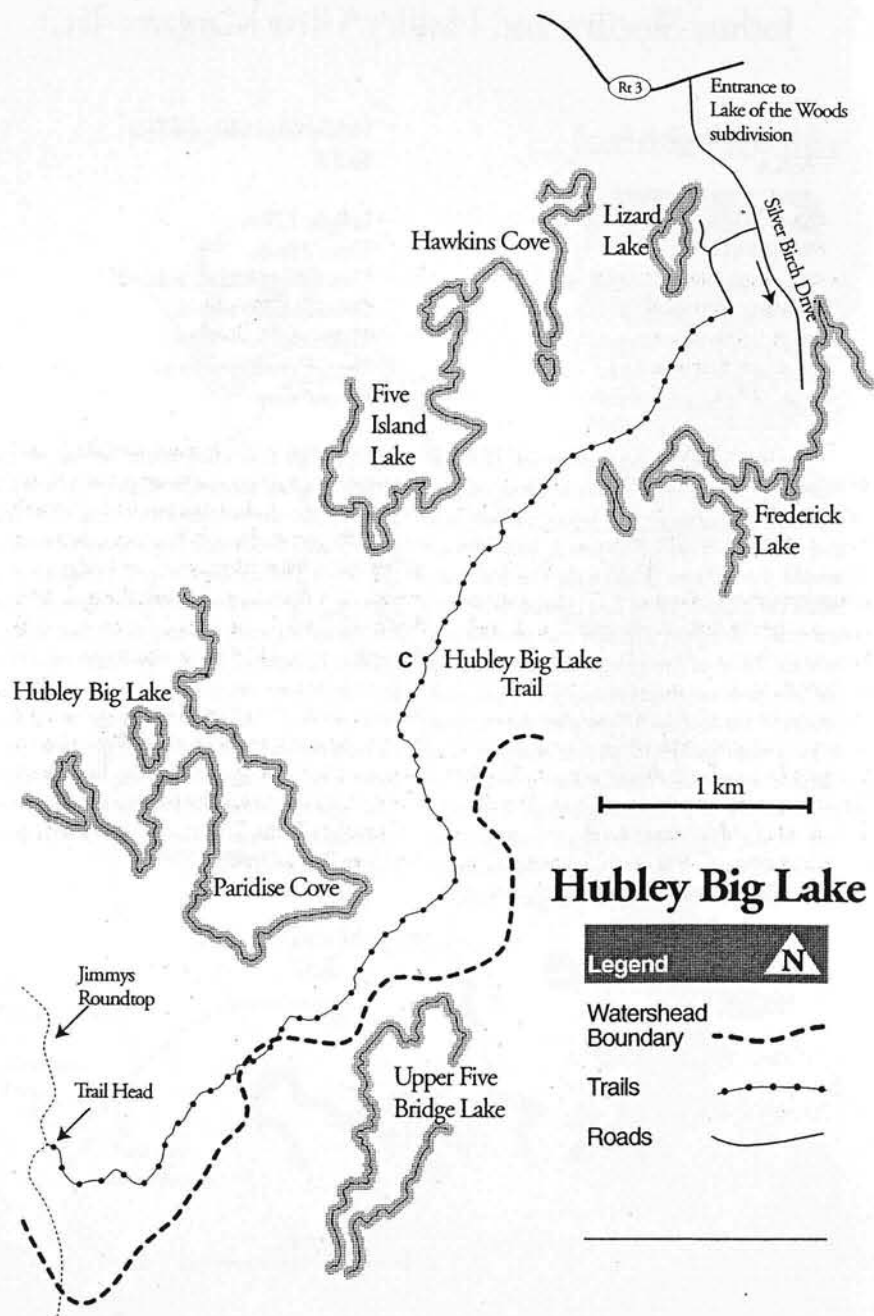 Rt 3
Entrance to
Lake of the Woods
subdivision
Silver Birch Drive
Lizard
Lake
Hawkins Cove
Five
Island
Lake
Frederick
Lake
C
Hubley Big Lake
Trail
Hubley Big Lake
1 km
Paridise Cove
Hubley Big Lake
Legend
N
Watershead
Boundary
Trails
Roads
Jimmys
Roundtop
Trail Head
Upper Five
Bridge Lake